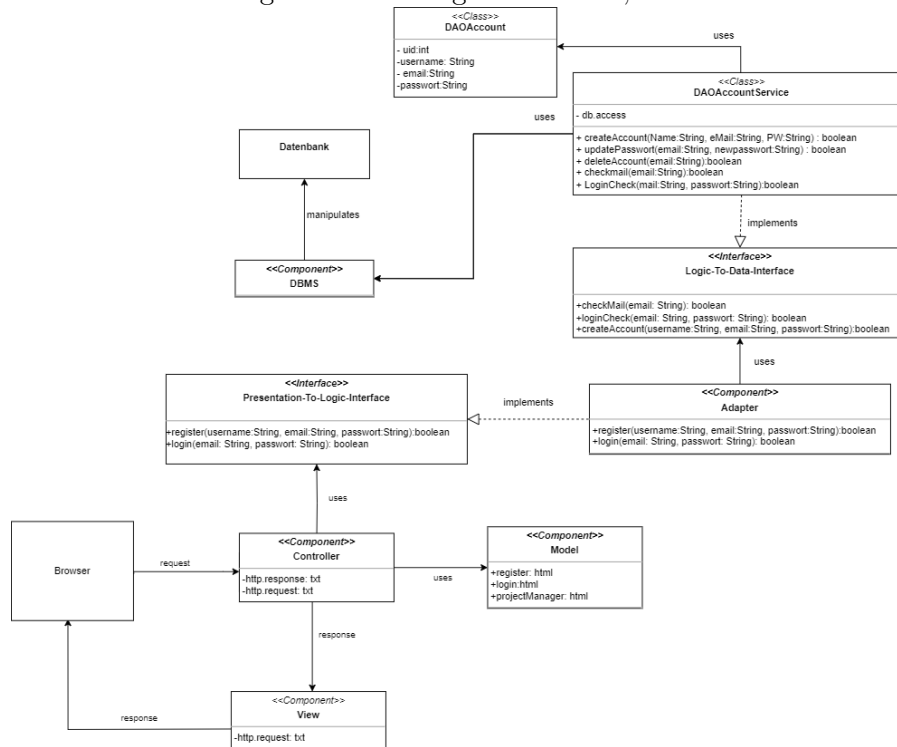 <<Class>>
DAOAccount
- uid:int
-username: String
- email:String
-passwort:String
uses
<<Class>>
DAOAccountService
- db.access
+ createAccount(Name:String, eMail:String, PW:String) : boolean
+ updatePasswort(email:String, newpasswort:String) : boolean
+ deleteAccount(email:String):boolean
+ checkmail(email:String):boolean
+ LoginCheck(mail:String, passwort:String):boolean
uses
Datenbank
manipulates
implements
<<Component>>
DBMS
<<Interface>>
Logic-To-Data-Interface
+checkMail(email: String): boolean
+loginCheck(email: String, passwort: String): boolean
+createAccount(username:String, email:String, passwort:String):boolean
uses
<<Interface>>
Presentation-To-Logic-Interface
+register(username:String, email:String, passwort:String):boolean
+login(email: String, passwort: String): boolean
implements
<<Component>>
Adapter
+register(username:String, email:String, passwort:String):boolean
+login(email: String, passwort: String): boolean
uses
Browser
request
<<Component>>
Controller
-http.response: txt
-http.request: txt
uses
<<Component>>
Model
+register: html
+login:html
+projectManager: html
response
<<Component>>
View
-http.request: txt
response